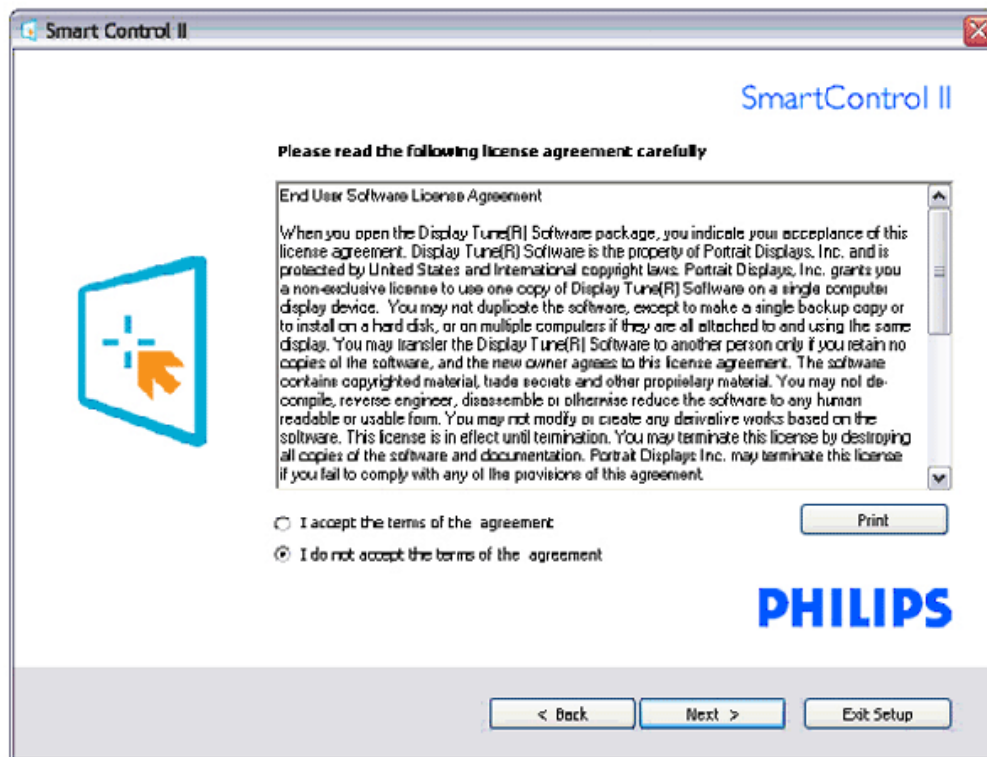 Smart Control II
SmartControl II
Please read the following license agreement carefully
End User Software License Agreement
When you open the Display Tune(R) Software package, you indicate your acceptance of this
license agreement. Display Tune(R) Software is the property of Portrait Displays, Inc. and is
protected by United States and International copyright laws. Portrait Displays, Inc. grants you
a non-exclusive license to use one copy of Display Tune(R) Software on a single computer
display device. You may not duplicate the software, except to make a single backup copy or
to install on a hard disk, or on multiple computers if they are all attached to and using the same
display. You may transfer the Display Tune(R) Software to another person only if you retain no
copies of the software, and the new owner agrees to this license agreement. The software
contains copyrighted material, trade secrets and other proprietary material. You may not de-
compile, reverse engineer, disassemble or otherwise reduce the software to any human
readable or usable form. You may not modify or create any derivative works based on the
software. This license is in effect until termination. You may terminate this license by destroying
all copies of the software and documentation. Portrait Displays Inc. may terminate this license
if you fail to comply with any of the provisions of this agreement.
I accept the terms of the agreement
Print
I do not accept the terms of the agreement
PHILIPS
< Back
Next >
Exit Setup